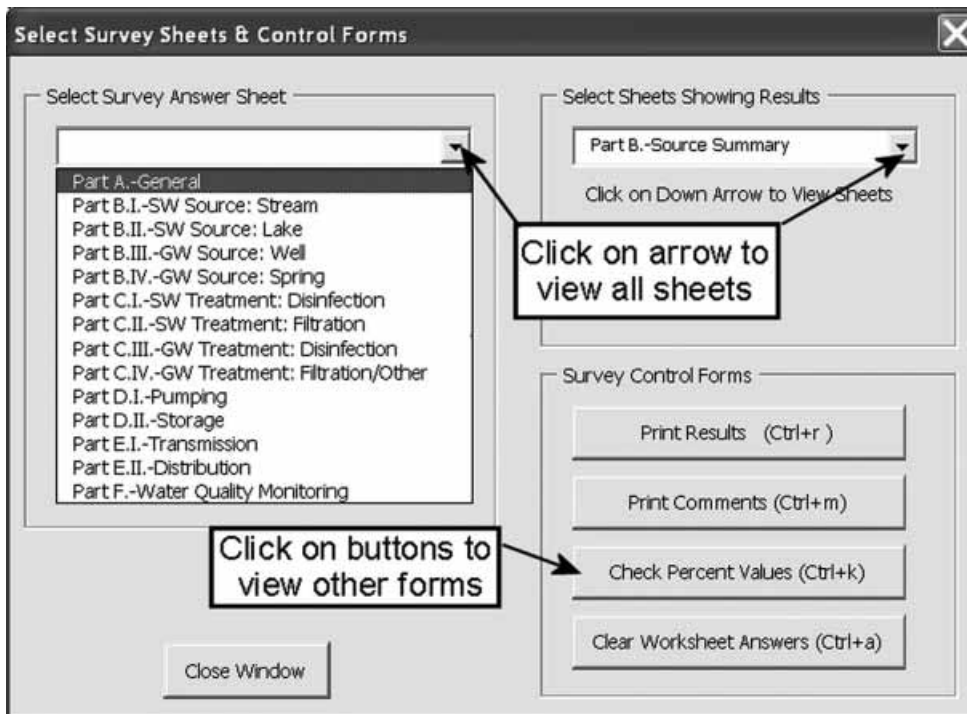 Select Survey Sheets & Control Forms
Select Survey Answer Sheet
Part A.-General
Part B.I.-SW Source: Stream
Part B.II.-SW Source: Lake
Part B.III.-GW Source: Well
Part B.IV.-GW Source: Spring
Part C.I.-SW Treatment: Disinfection
Part C.II.-SW Treatment: Filtration
Part C.III.-GW Treatment: Disinfection
Part C.IV.-GW Treatment: Filtration/Other
Part D.I.-Pumping
Part D.II.-Storage
Part E.I.-Transmission
Part E.II.-Distribution
Part F.-Water Quality Monitoring
Select Sheets Showing Results
Part B.-Source Summary
Click on Down Arrow to View Sheets
Click on arrow to
view all sheets
Survey Control Forms
Print Results (Ctrl+r )
Print Comments (Ctrl+m)
Check Percent Values (Ctrl+k)
Clear Worksheet Answers (Ctrl+a)
Click on buttons to
view other forms
Close Window